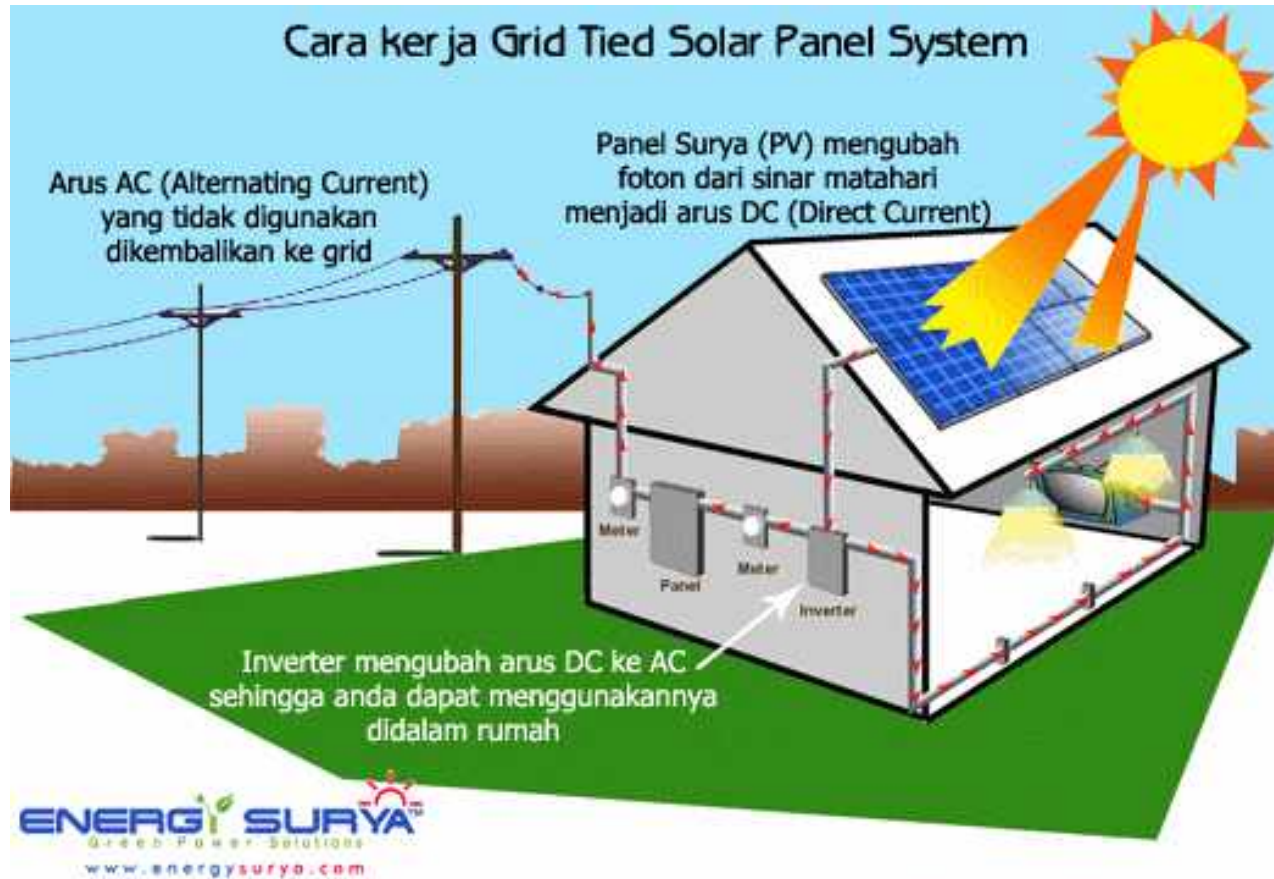 Cara kerja Grid Tied Solar Panel System
Panel Surya (PV) mengubah
foton dari sinar matahari
menjadi arus DC (Direct Current)
Arus AC (Alternating Current)
yang tidak digunakan
dikembalikan ke grid
Meter
Panel
Meter
Inverter
Inverter mengubah arus DC ke AC
sehingga anda dapat menggunakannya
didalam rumah
ENERGI SURYA™
Green Power Solutions
www.energysurya.com